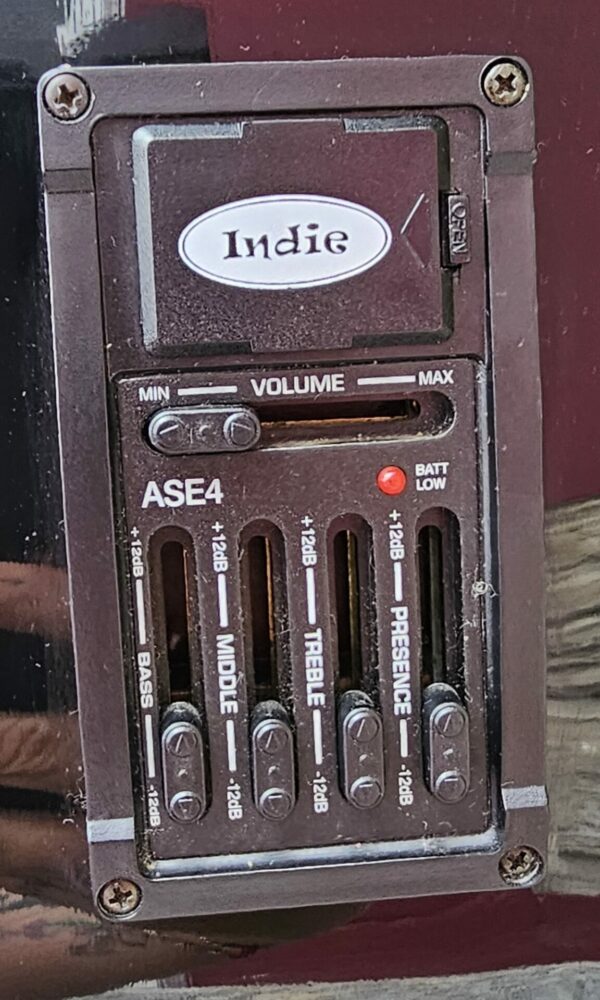 Indie
OPEN
MIN VOLUME MAX
ASE4
BATT
LOW
+12dB BASS -12dB
+12dB MIDDLE -12dB
+12dB TREBLE -12dB
+12dB PRESENCE -12dB